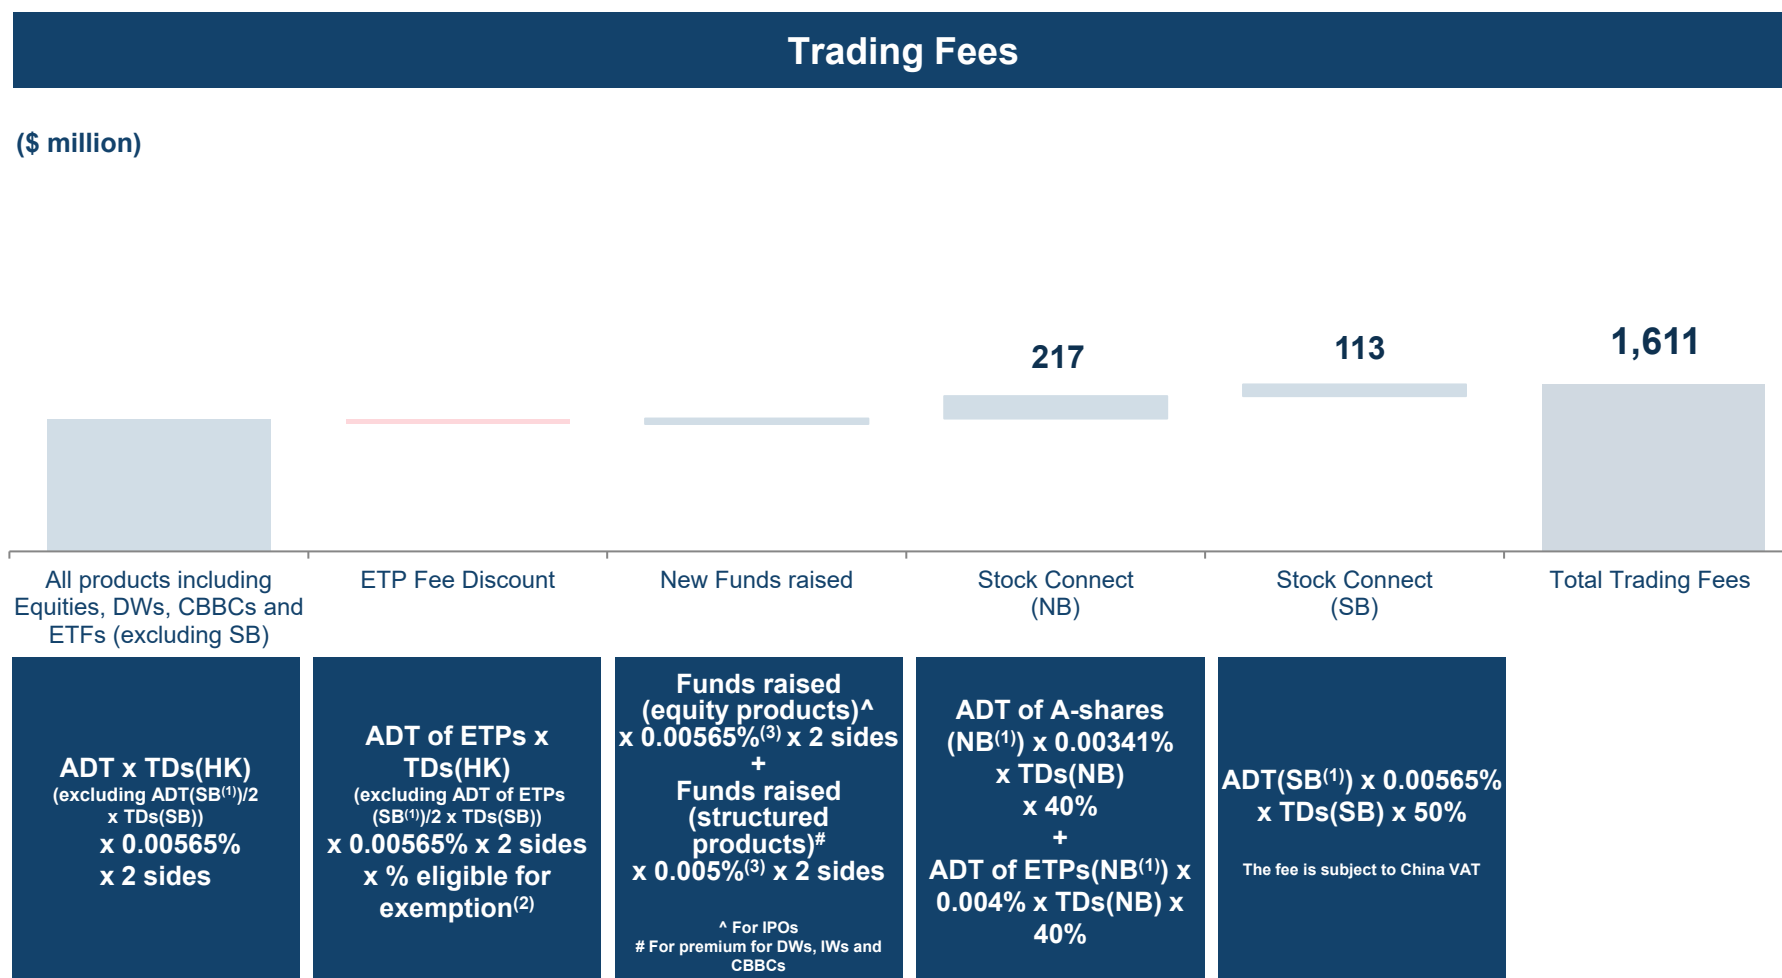 Trading Fees
($ million)
217
113
1,611
All products including
Equities, DWs, CBBCs and
ETFs (excluding SB)
ETP Fee Discount
New Funds raised
Stock Connect
(NB)
Stock Connect
(SB)
Total Trading Fees
ADT x TDs(HK)
(excluding ADT(SB(1))/2
x TDs(SB))
x 0.00565%
x 2 sides
ADT of ETPs x
TDs(HK)
(excluding ADT of ETPs
(SB(1))/2 x TDs(SB))
x 0.00565% x 2 sides
x % eligible for
exemption(2)
Funds raised
(equity products)^
x 0.00565%(3) x 2 sides
+
Funds raised
(structured
products)#
x 0.005%(3) x 2 sides
^ For IPOs
# For premium for DWs, IWs and
CBBCs
ADT of A-shares
(NB(1)) x 0.00341%
x TDs(NB)
x 40%
+
ADT of ETPs(NB(1)) x
0.004% x TDs(NB) x
40%
ADT(SB(1)) x 0.00565%
x TDs(SB) x 50%
The fee is subject to China VAT